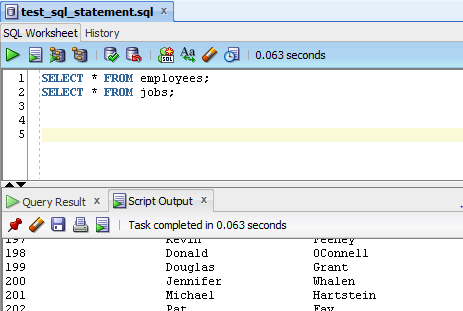 test_sql_statement.sql x
SQL Worksheet History
SQL Aa 0.063 seconds
1 SELECT * FROM employees;
2 SELECT * FROM jobs;
3
4
5
Query Result x Script Output x
Task completed in 0.063 seconds
197 Kevin Feeney
198 Donald OConnell
199 Douglas Grant
200 Jennifer Whalen
201 Michael Hartstein
202 Pat Fay